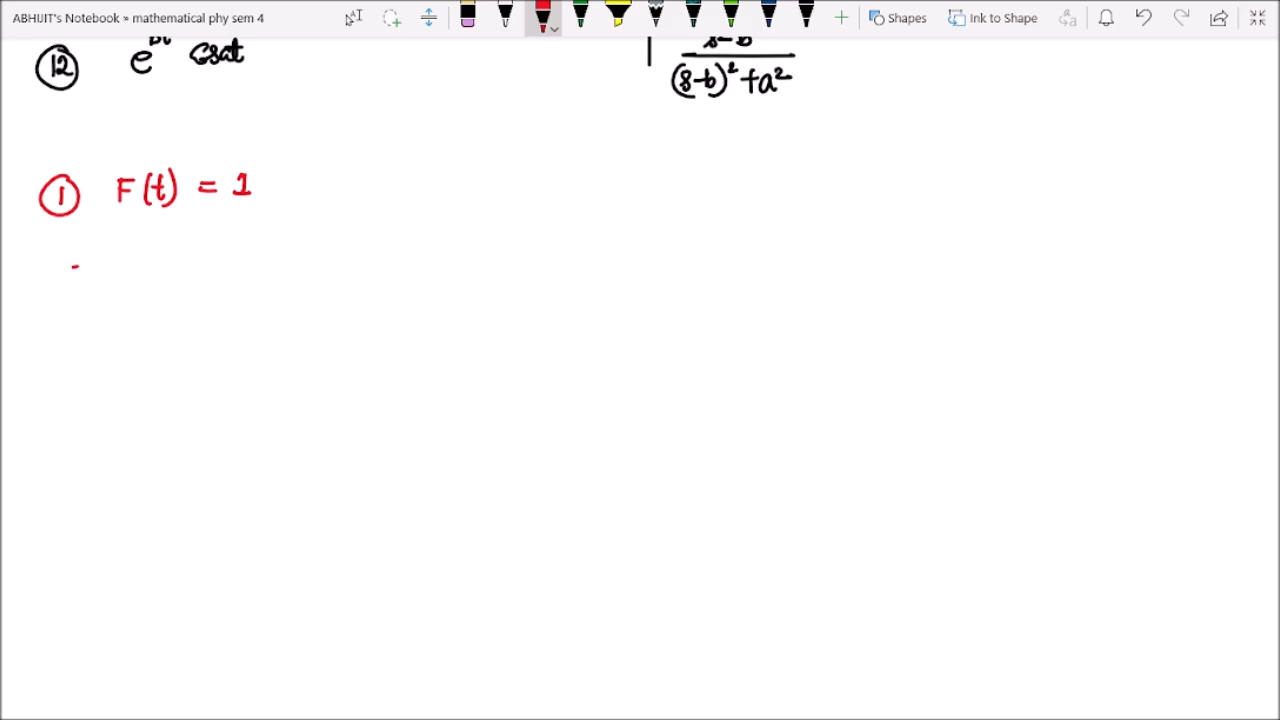 ABHIJIT's Notebook » mathematical phy sem 4 Shapes Ink to Shape
⑫ e^{bt} Cosat | s-b / (s-b)² + a²
① F(t) = 1